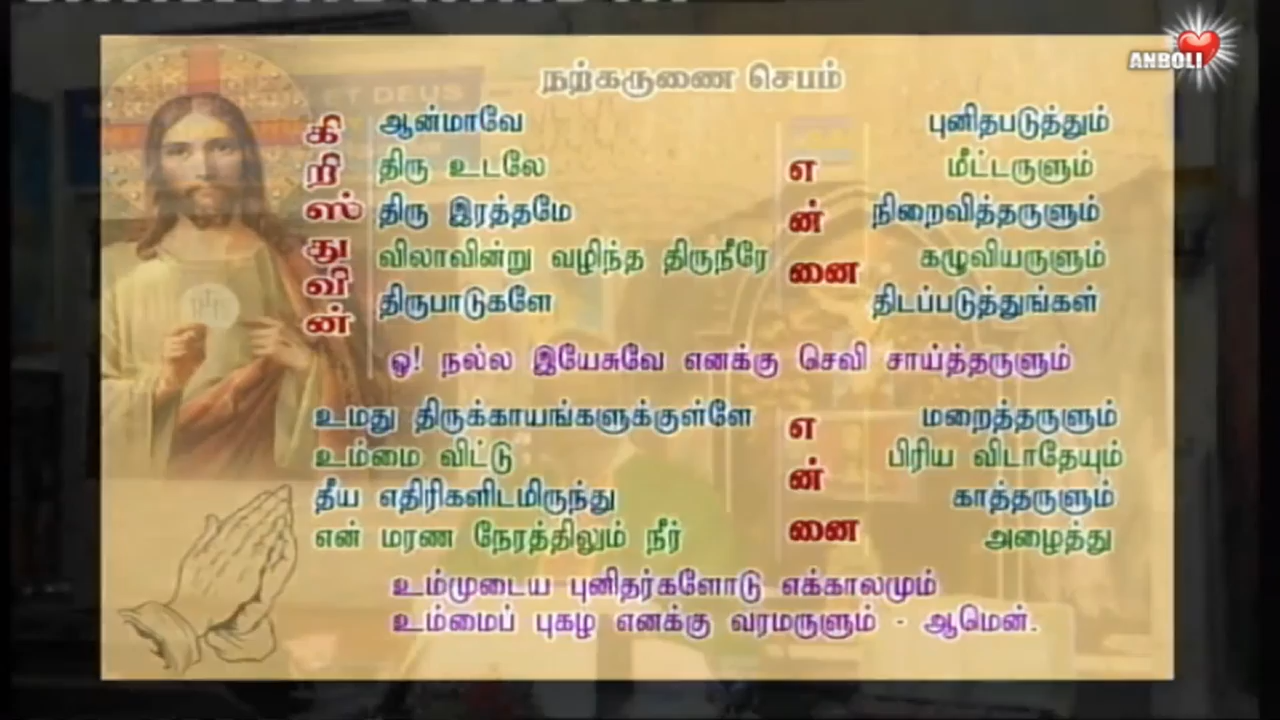 ANBOLI
நற்கருணை செபம்
கிறிஸ்துவின்
ஆன்மாவே
திரு உடலே
திரு இரத்தமே
விலாவின்று வழிந்த திருநீரே
திருபாடுகளே
என்னை
புனிதபடுத்தும்
மீட்டருளும்
நிறைவித்தருளும்
கழுவியருளும்
திடப்படுத்துங்கள்
ஓ! நல்ல இயேசுவே எனக்கு செவி சாய்த்தருளும்
உமது திருக்காயங்களுக்குள்ளே
உம்மை விட்டு
தீய எதிரிகளிடமிருந்து
என் மரண நேரத்திலும் நீர்
என்னை
மறைத்தருளும்
பிரிய விடாதேயும்
காத்தருளும்
அழைத்து
உம்முடைய புனிதர்களோடு எக்காலமும்
உம்மைப் புகழ எனக்கு வரமருளும் - ஆமென்.